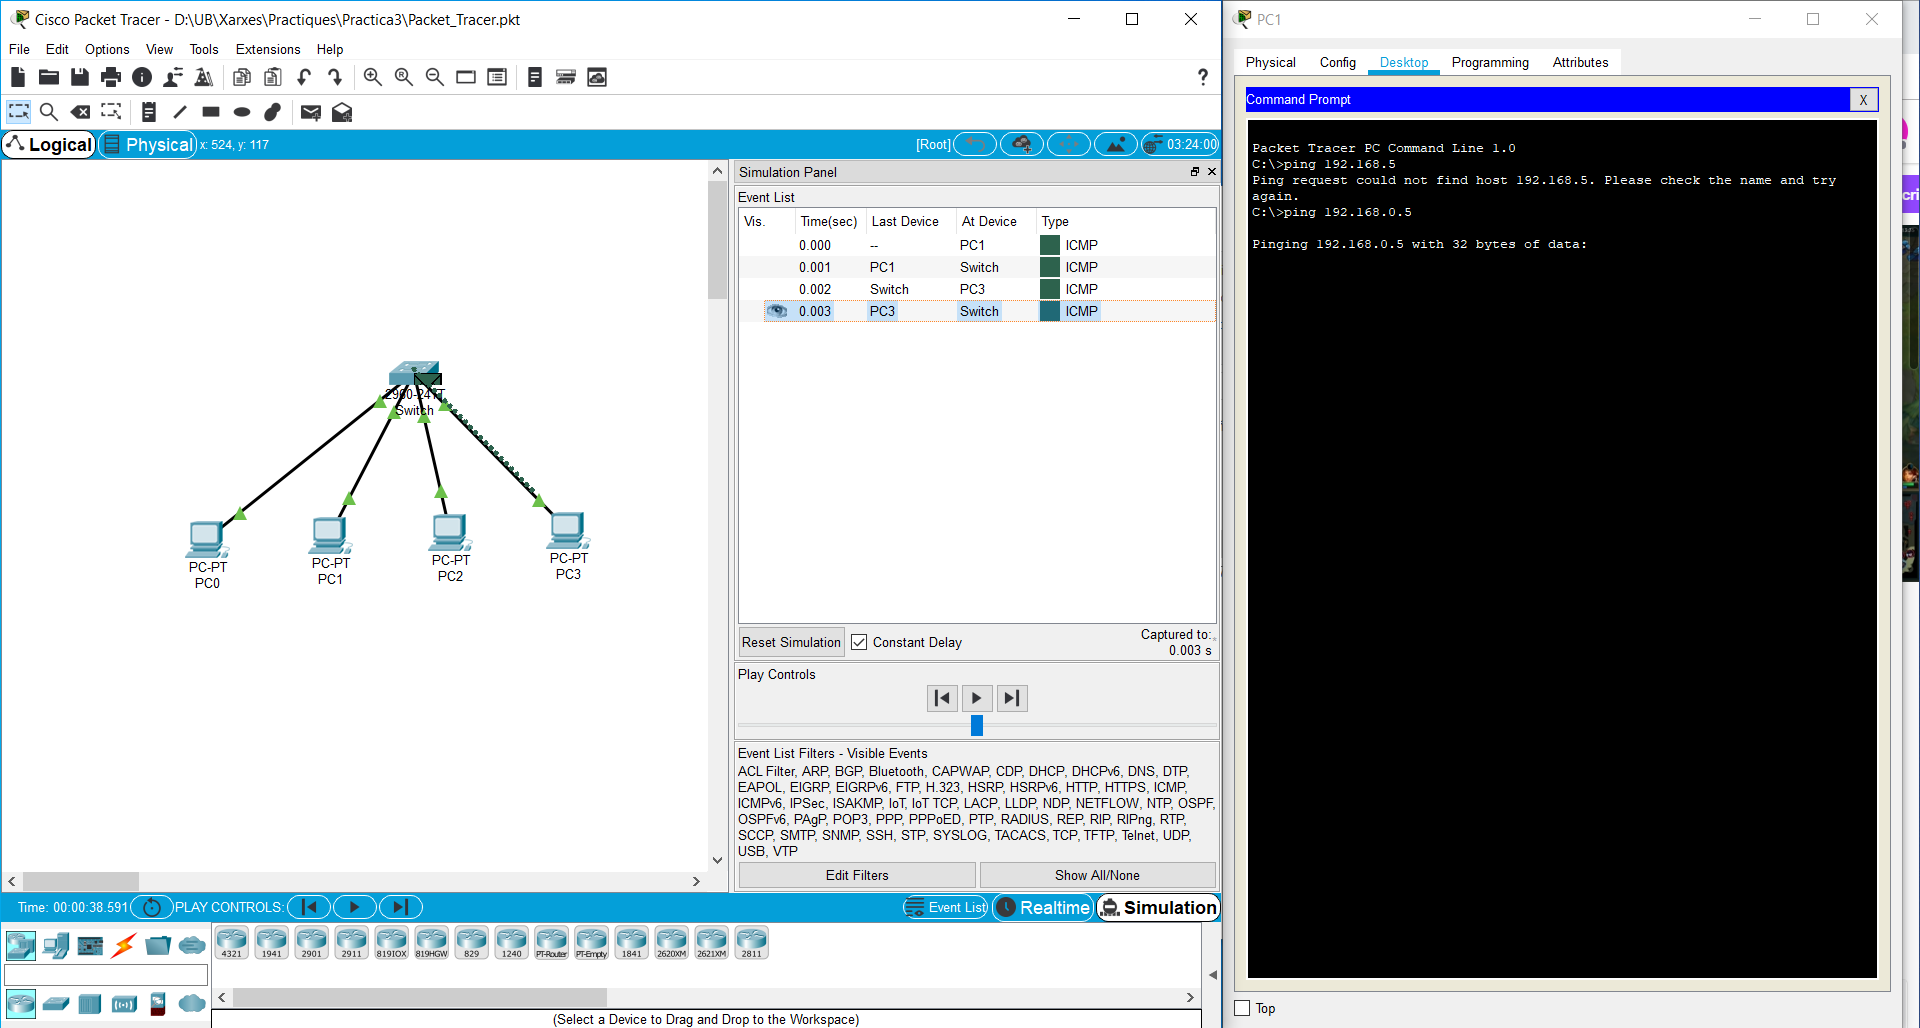 Cisco Packet Tracer - D:\UB\Xarxes\Practiques\Practica3\Packet_Tracer.pkt
File Edit Options View Tools Extensions Help
?
Logical Physical x: 524, y: 117 [Root] 03:24:00
Simulation Panel
Event List
Vis. Time(sec) Last Device At Device Type
0.000 -- PC1 ICMP
0.001 PC1 Switch ICMP
0.002 Switch PC3 ICMP
0.003 PC3 Switch ICMP
Switch
PC-PT
PC0
PC-PT
PC1
PC-PT
PC2
PC-PT
PC3
Reset Simulation Constant Delay Captured to:
0.003 s
Play Controls
Event List Filters - Visible Events
ACL Filter, ARP, BGP, Bluetooth, CAPWAP, CDP, DHCP, DHCPv6, DNS, DTP,
EAPOL, EIGRP, EIGRPv6, FTP, H.323, HSRP, HSRPv6, HTTP, HTTPS, ICMP,
ICMPv6, IPSec, ISAKMP, IoT, IoT TCP, LACP, LLDP, NDP, NETFLOW, NTP, OSPF,
OSPFv6, PAgP, POP3, PPP, PPPoED, PTP, RADIUS, REP, RIP, RIPng, RTP,
SCCP, SMTP, SNMP, SSH, STP, SYSLOG, TACACS, TCP, TFTP, Telnet, UDP,
USB, VTP
Edit Filters Show All/None
Time: 00:00:38.591 PLAY CONTROLS: Event List Realtime Simulation
4321 1941 2901 2911 819IOX 819HGW 829 1240 PT-Router PT-Empty 1841 2620XM 2621XM 2811
(Select a Device to Drag and Drop to the Workspace)
PC1
Physical Config Desktop Programming Attributes
Command Prompt X
Packet Tracer PC Command Line 1.0
C:\>ping 192.168.5
Ping request could not find host 192.168.5. Please check the name and try
again.
C:\>ping 192.168.0.5
Pinging 192.168.0.5 with 32 bytes of data:
Top
cri